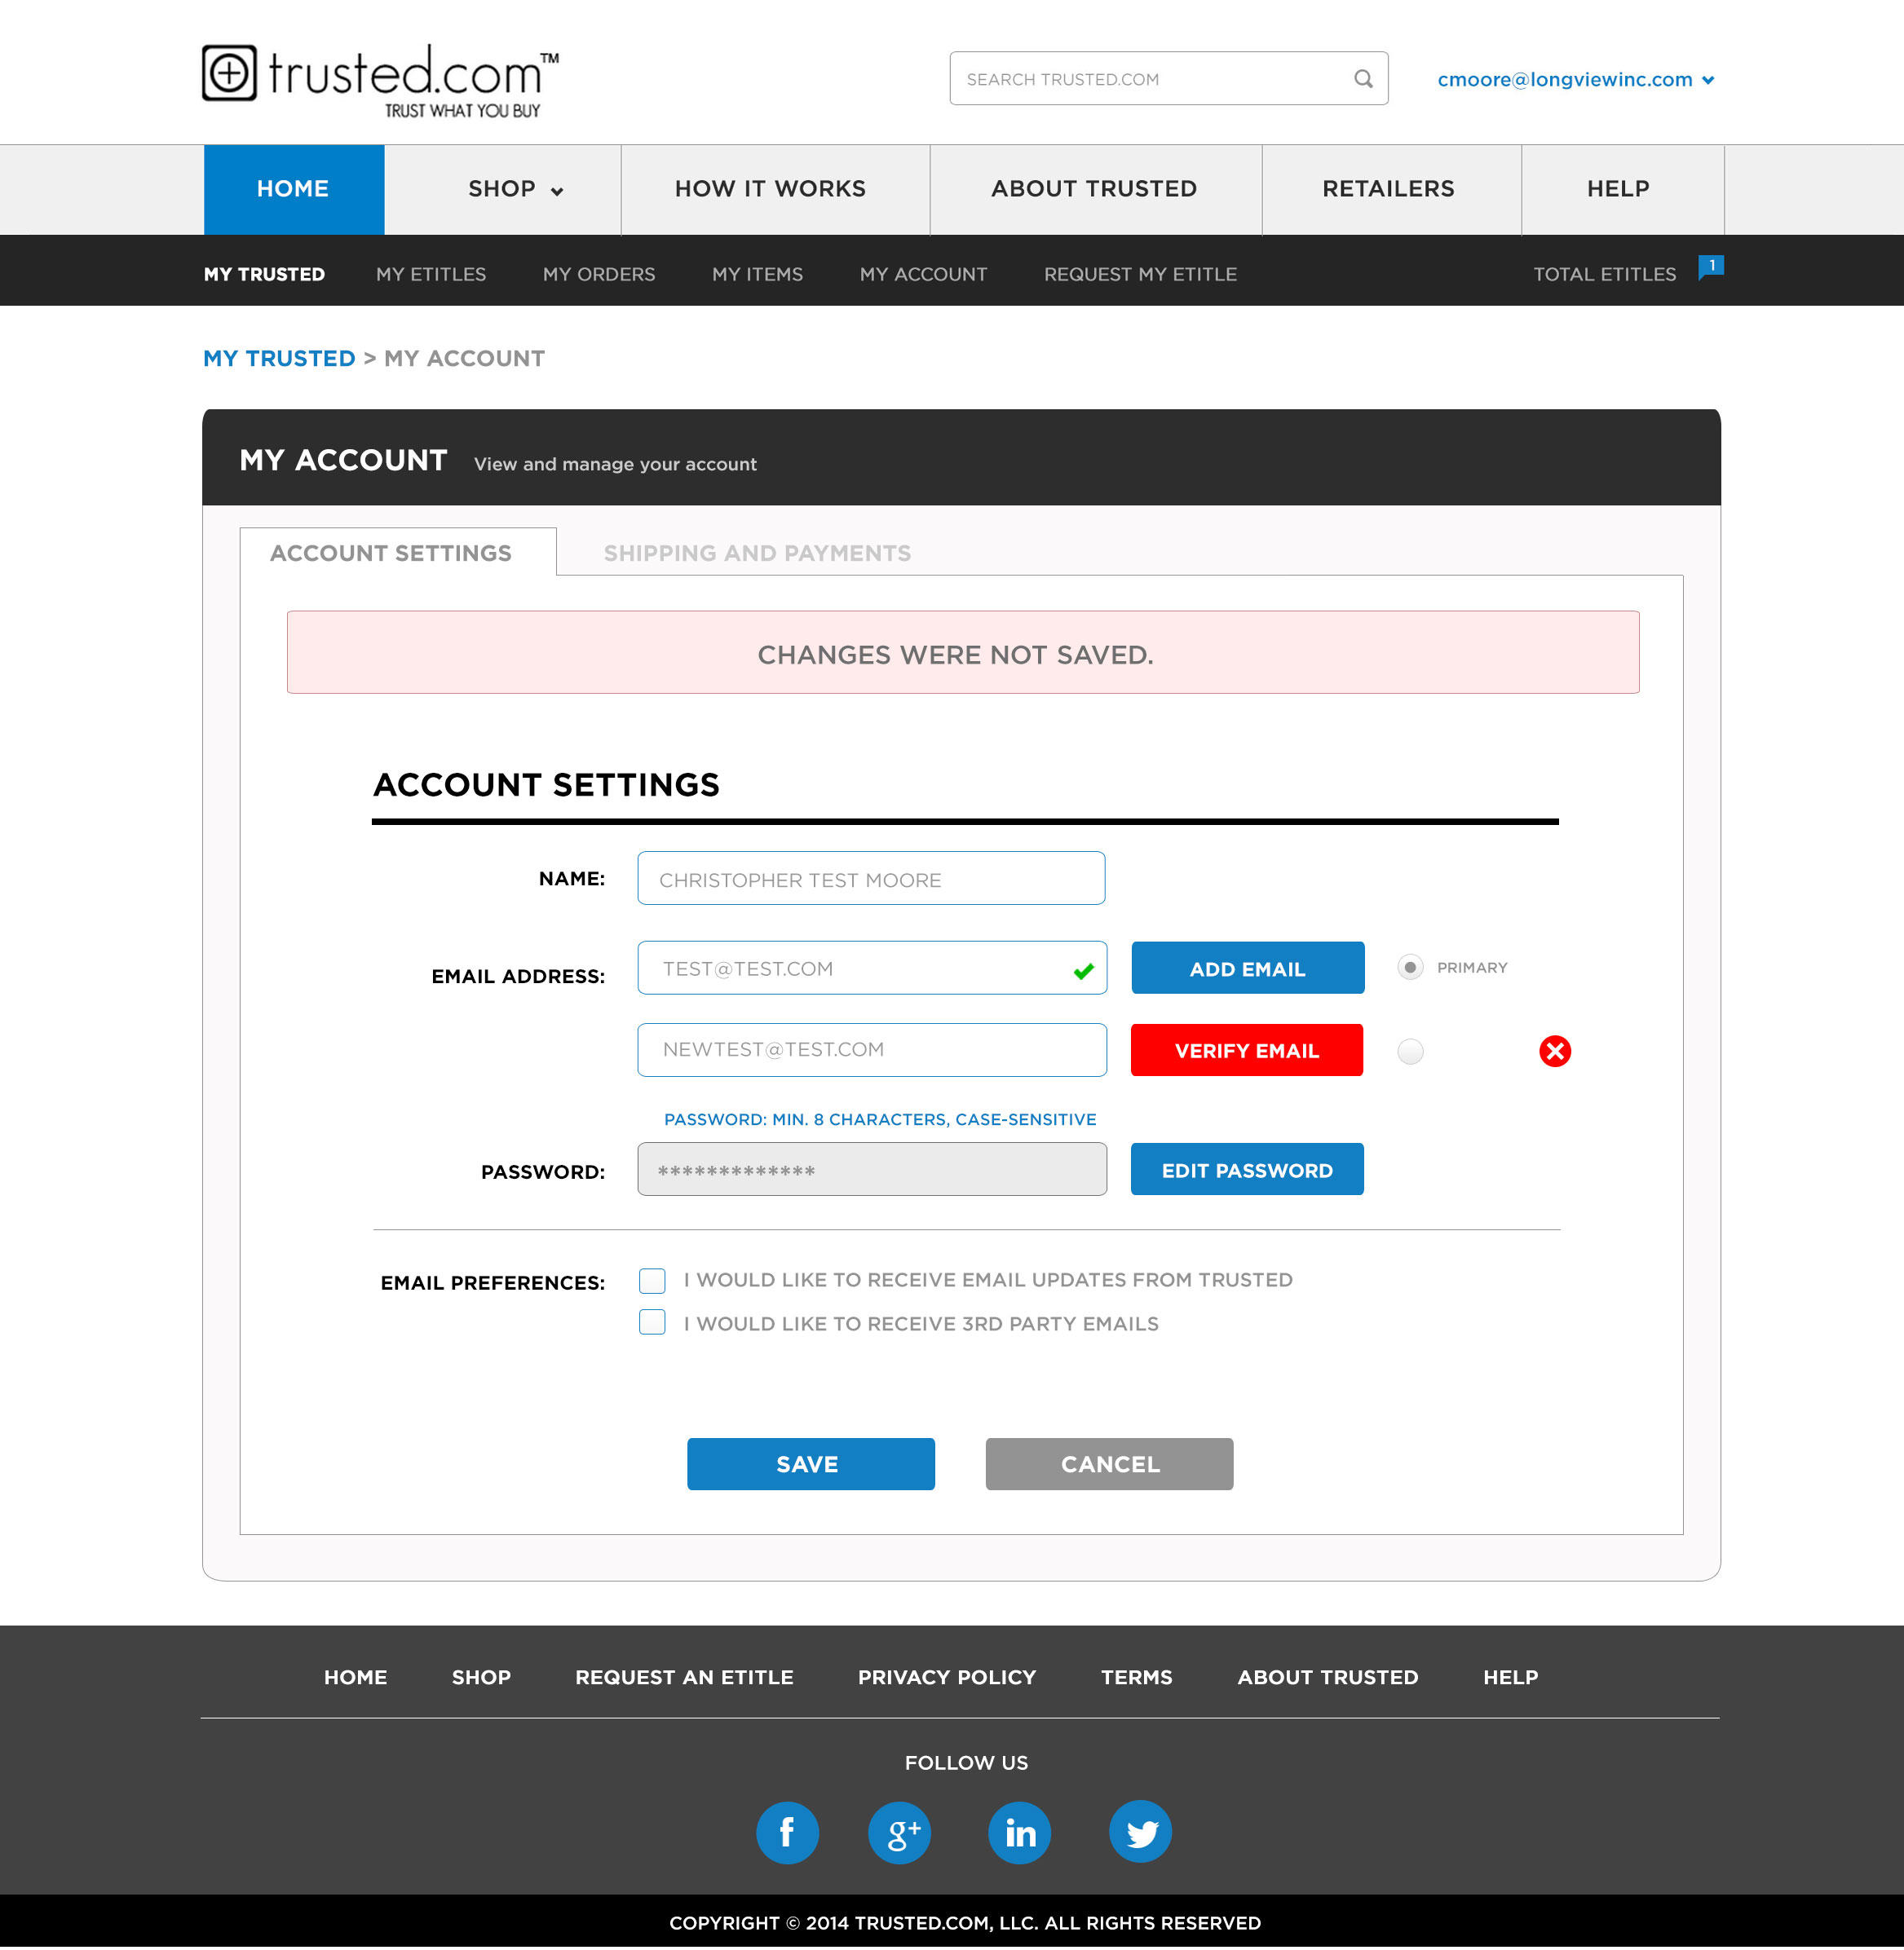 trusted.com™
TRUST WHAT YOU BUY
SEARCH TRUSTED.COM
cmoore@longviewinc.com
HOME SHOP HOW IT WORKS ABOUT TRUSTED RETAILERS HELP
MY TRUSTED MY ETITLES MY ORDERS MY ITEMS MY ACCOUNT REQUEST MY ETITLE TOTAL ETITLES 1
MY TRUSTED > MY ACCOUNT
MY ACCOUNT View and manage your account
ACCOUNT SETTINGS SHIPPING AND PAYMENTS
CHANGES WERE NOT SAVED.
ACCOUNT SETTINGS
NAME: CHRISTOPHER TEST MOORE
EMAIL ADDRESS: TEST@TEST.COM ADD EMAIL PRIMARY
NEWTEST@TEST.COM VERIFY EMAIL
PASSWORD: MIN. 8 CHARACTERS, CASE-SENSITIVE
PASSWORD: ************* EDIT PASSWORD
EMAIL PREFERENCES: I WOULD LIKE TO RECEIVE EMAIL UPDATES FROM TRUSTED
I WOULD LIKE TO RECEIVE 3RD PARTY EMAILS
SAVE CANCEL
HOME SHOP REQUEST AN ETITLE PRIVACY POLICY TERMS ABOUT TRUSTED HELP
FOLLOW US
f g+ in
COPYRIGHT © 2014 TRUSTED.COM, LLC. ALL RIGHTS RESERVED